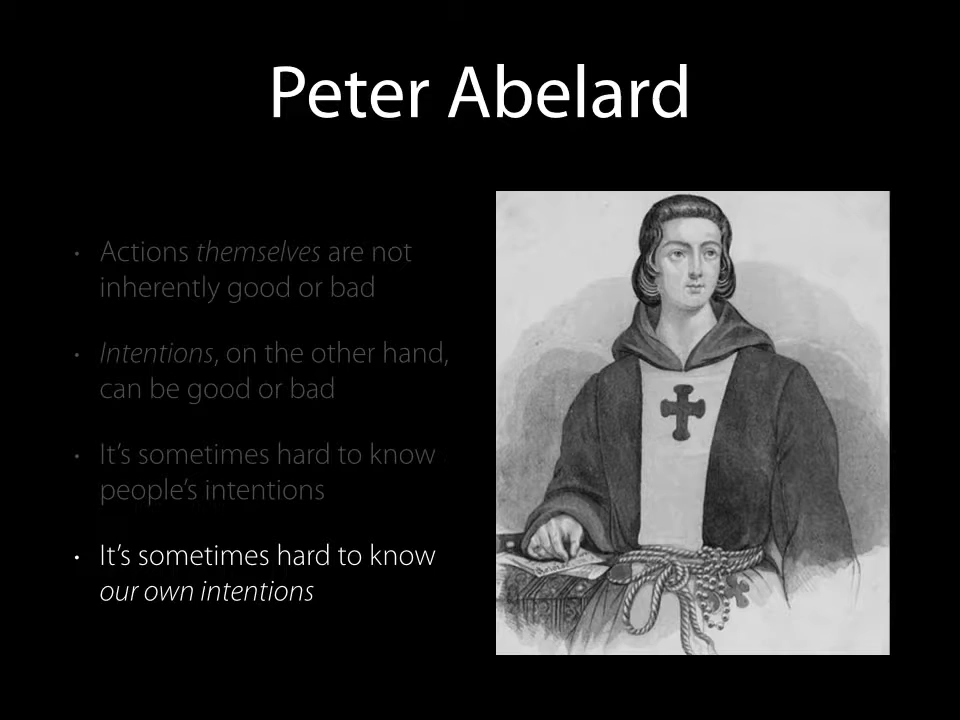 Peter Abelard
• Actions themselves are not
inherently good or bad
• Intentions, on the other hand,
can be good or bad
• It’s sometimes hard to know
people’s intentions
• It’s sometimes hard to know
our own intentions